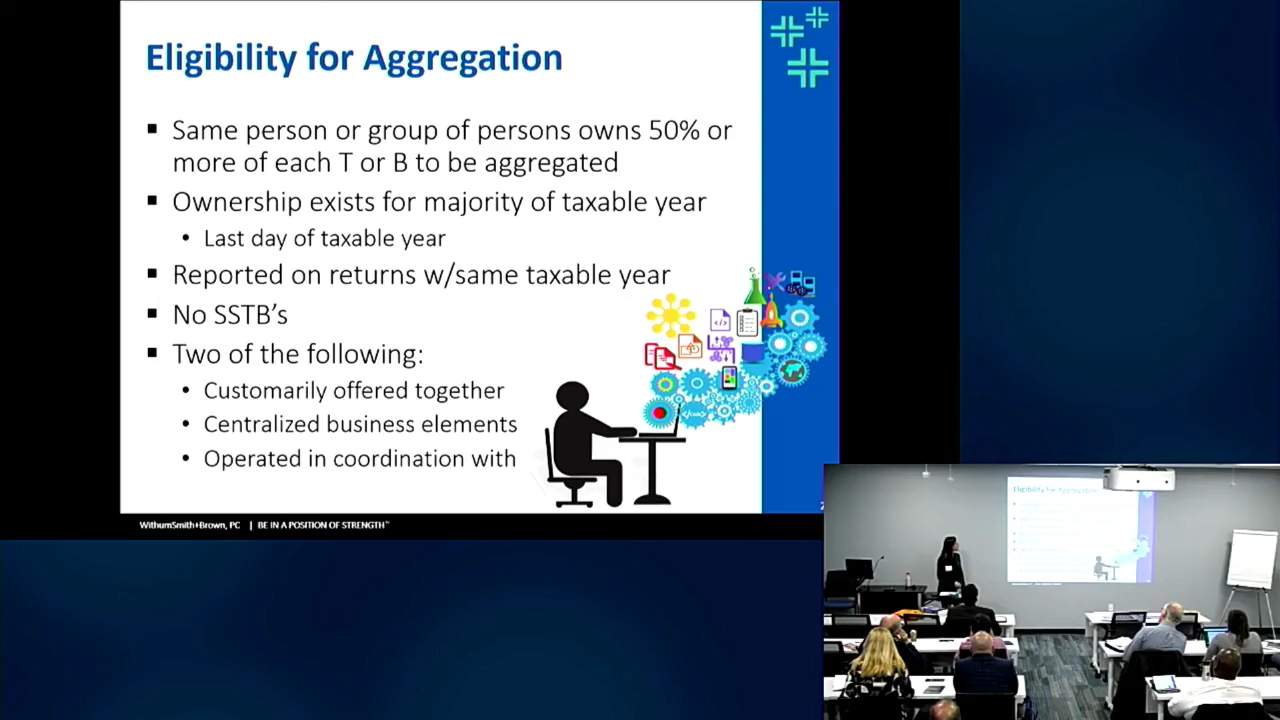 Eligibility for Aggregation
▪ Same person or group of persons owns 50% or
more of each T or B to be aggregated
▪ Ownership exists for majority of taxable year
• Last day of taxable year
▪ Reported on returns w/same taxable year
▪ No SSTB's
▪ Two of the following:
• Customarily offered together
• Centralized business elements
• Operated in coordination with
WithumSmith+Brown, PC | BE IN A POSITION OF STRENGTH™
Eligibility for Aggregation